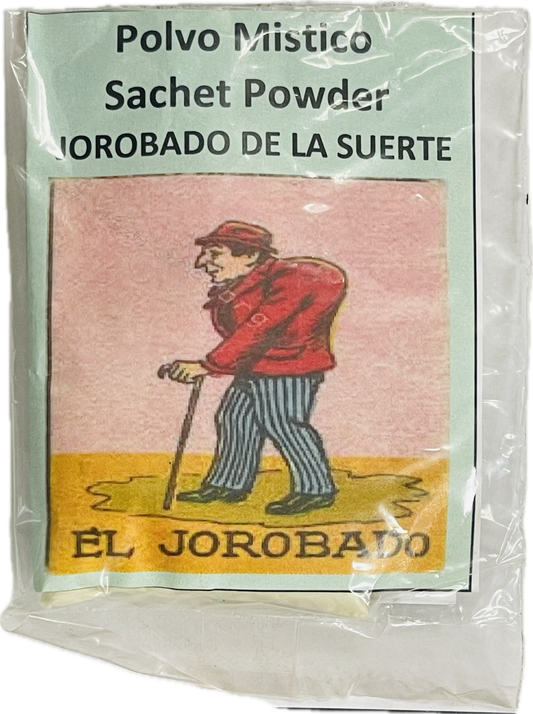 Polvo Mistico
Sachet Powder
JOROBADO DE LA SUERTE
EL JOROBADO